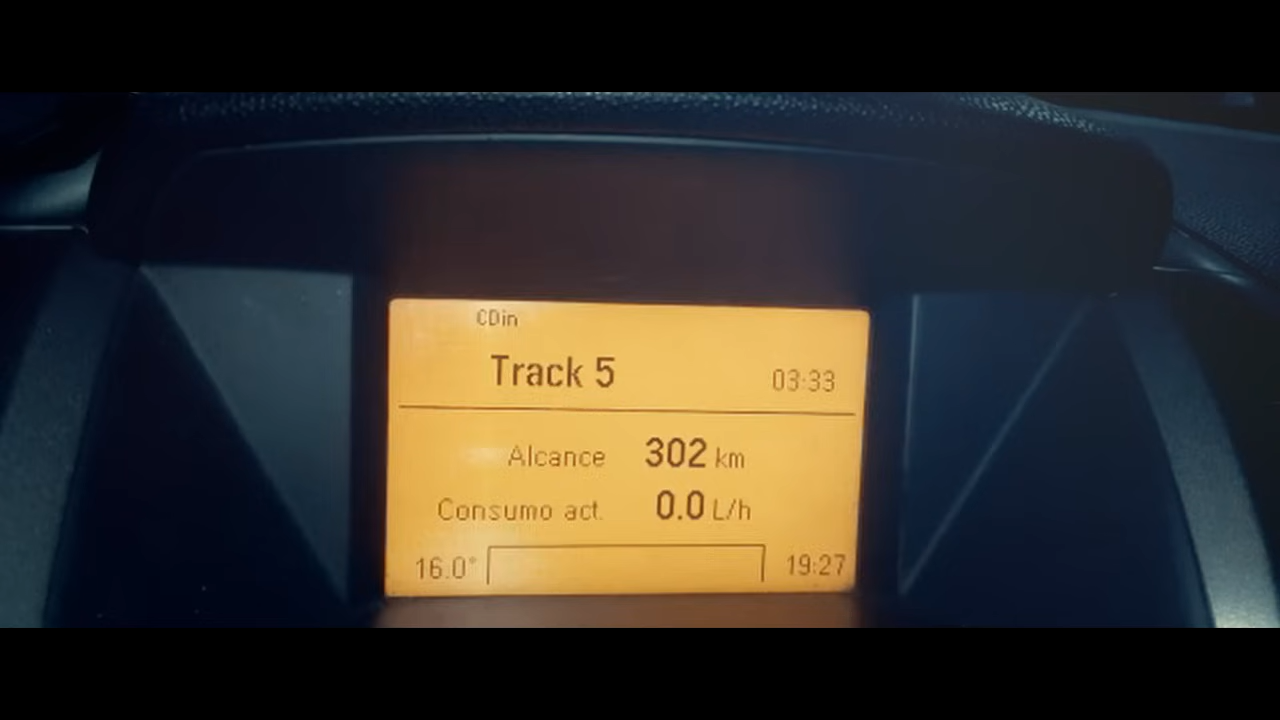 CDin
Track 5 03:33
Alcance 302 km
Consumo act. 0.0 L/h
16.0° 19:27